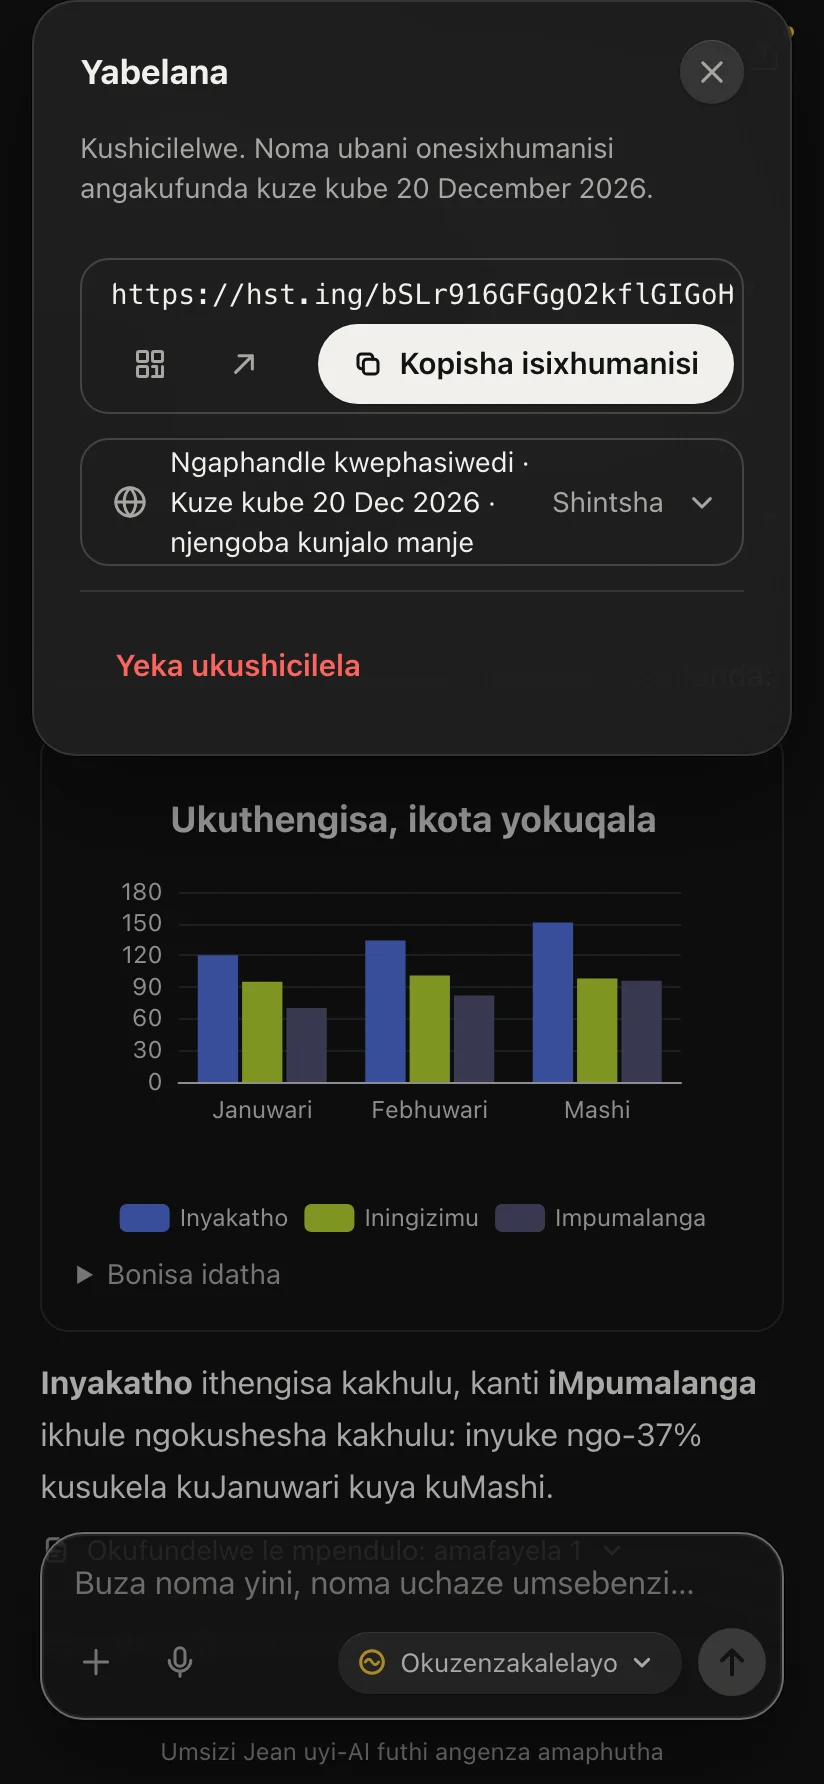 Yabelana
Kushicilelwe. Noma ubani onesixhumanisi
angakufunda kuze kube 20 December 2026.
https://hst.ing/bSLr916GFGgO2kflGIGoH
Kopisha isixhumanisi
Ngaphandle kwephasiwedi ·
Kuze kube 20 Dec 2026 ·
njengoba kunjalo manje
Shintsha
Yeka ukushicilela
Ukuthengisa, ikota yokuqala
180
150
120
90
60
30
0
Januwari Febhuwari Mashi
Inyakatho Iningizimu Impumalanga
Bonisa idatha
Inyakatho ithengisa kakhulu, kanti iMpumalanga
ikhule ngokushesha kakhulu: inyuke ngo-37%
kusukela kuJanuwari kuya kuMashi.
Okufundelwe le mpendulo: amafayela 1
Buza noma yini, noma uchaze umsebenzi...
Okuzenzakalelayo
Umsizi Jean uyi-AI futhi angenza amaphutha